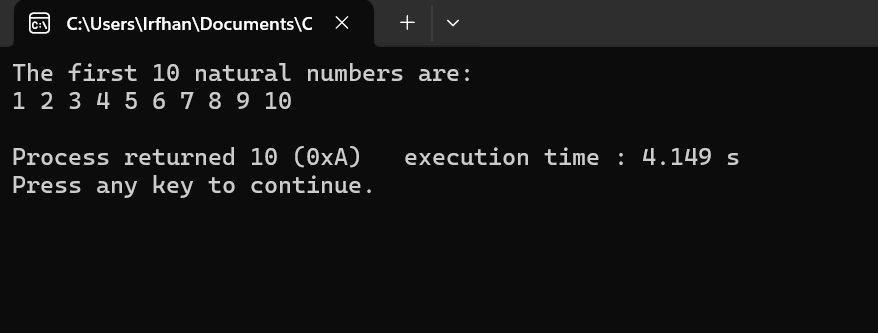 C:\Users\Irfhan\Documents\C
The first 10 natural numbers are:
1 2 3 4 5 6 7 8 9 10
Process returned 10 (0xA)   execution time : 4.149 s
Press any key to continue.